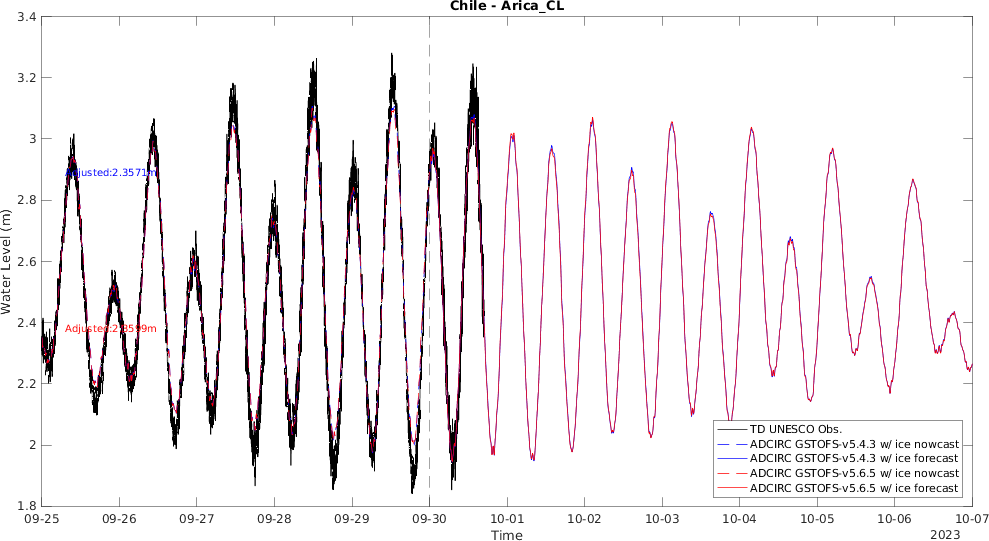 Chile - Arica_CL
3.4
3.2
3
2.8
2.6
2.4
2.2
2
1.8
Water Level (m)
Adjusted:2.3571m
Adjusted:2.3599m
TD UNESCO Obs.
ADCIRC GSTOFS-v5.4.3 w/ ice nowcast
ADCIRC GSTOFS-v5.4.3 w/ ice forecast
ADCIRC GSTOFS-v5.6.5 w/ ice nowcast
ADCIRC GSTOFS-v5.6.5 w/ ice forecast
09-25 09-26 09-27 09-28 09-29 09-30 10-01 10-02 10-03 10-04 10-05 10-06 10-07
Time
2023